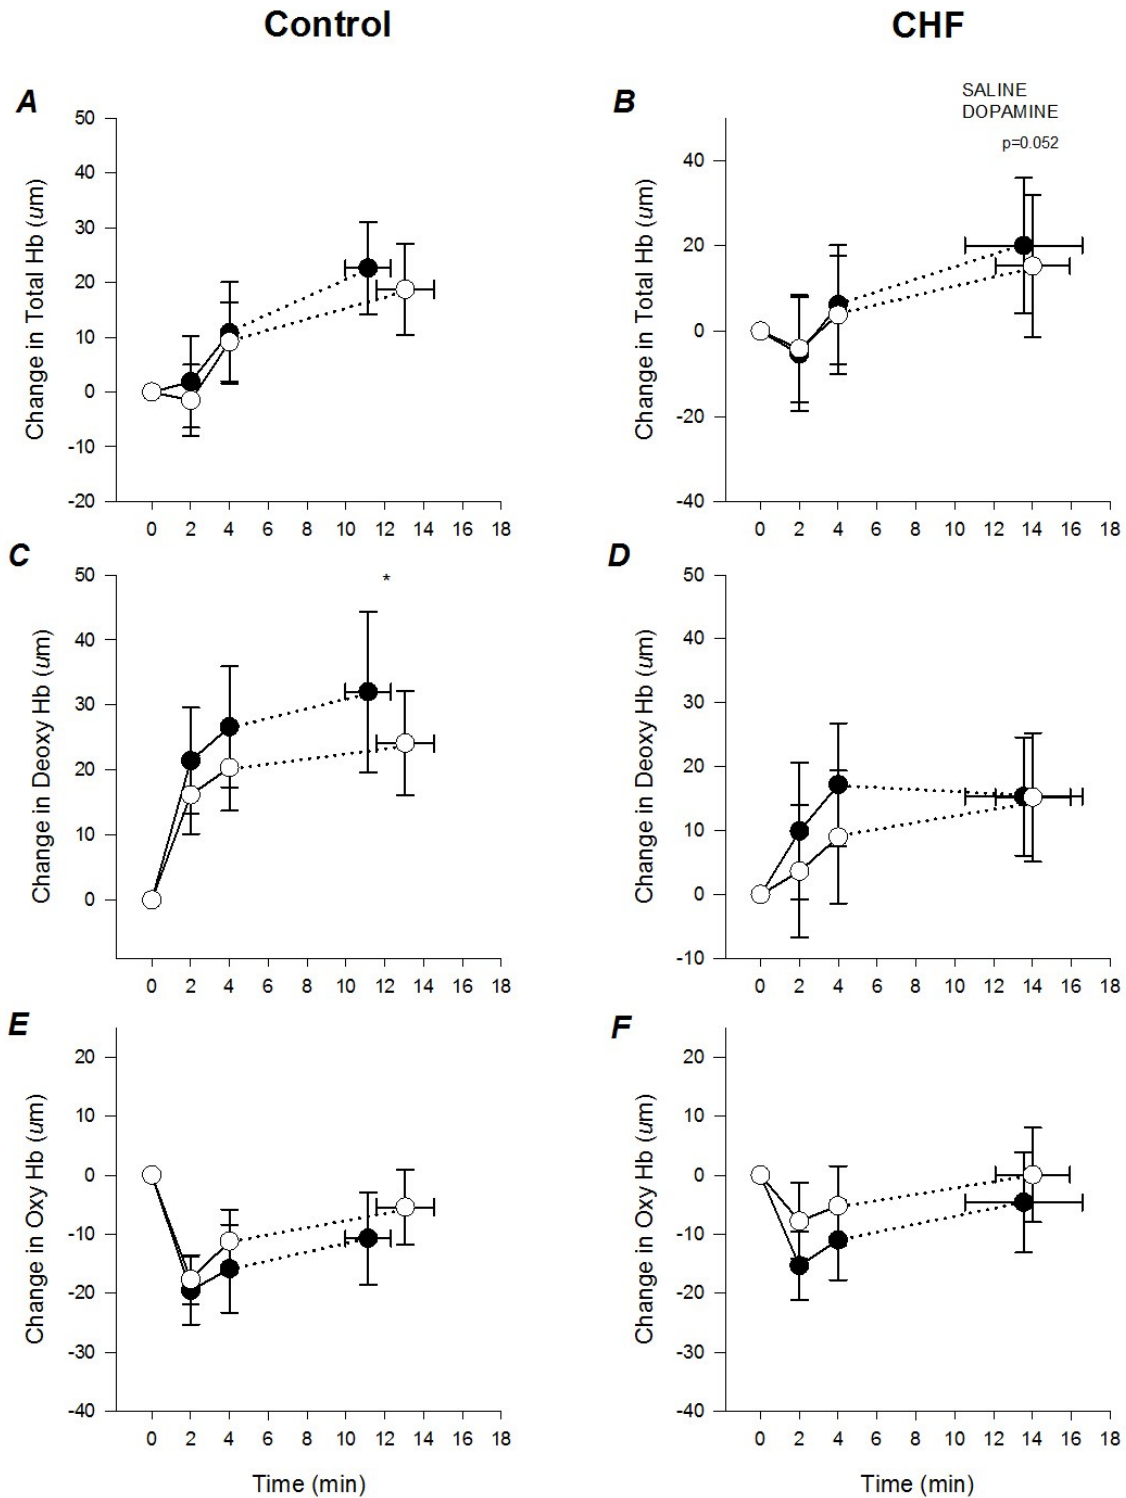 Control
CHF
A
50
40
30
20
10
0
-10
-20
Change in Total Hb (um)
0 2 4 6 8 10 12 14 16 18
B
SALINE
DOPAMINE
p=0.052
40
20
0
-20
-40
Change in Total Hb (um)
0 2 4 6 8 10 12 14 16 18
C
*
50
40
30
20
10
0
Change in Deoxy Hb (um)
0 2 4 6 8 10 12 14 16 18
D
50
40
30
20
10
0
-10
Change in Deoxy Hb (um)
0 2 4 6 8 10 12 14 16 18
E
20
10
0
-10
-20
-30
-40
Change in Oxy Hb (um)
0 2 4 6 8 10 12 14 16 18
Time (min)
F
20
10
0
-10
-20
-30
-40
Change in Oxy Hb (um)
0 2 4 6 8 10 12 14 16 18
Time (min)